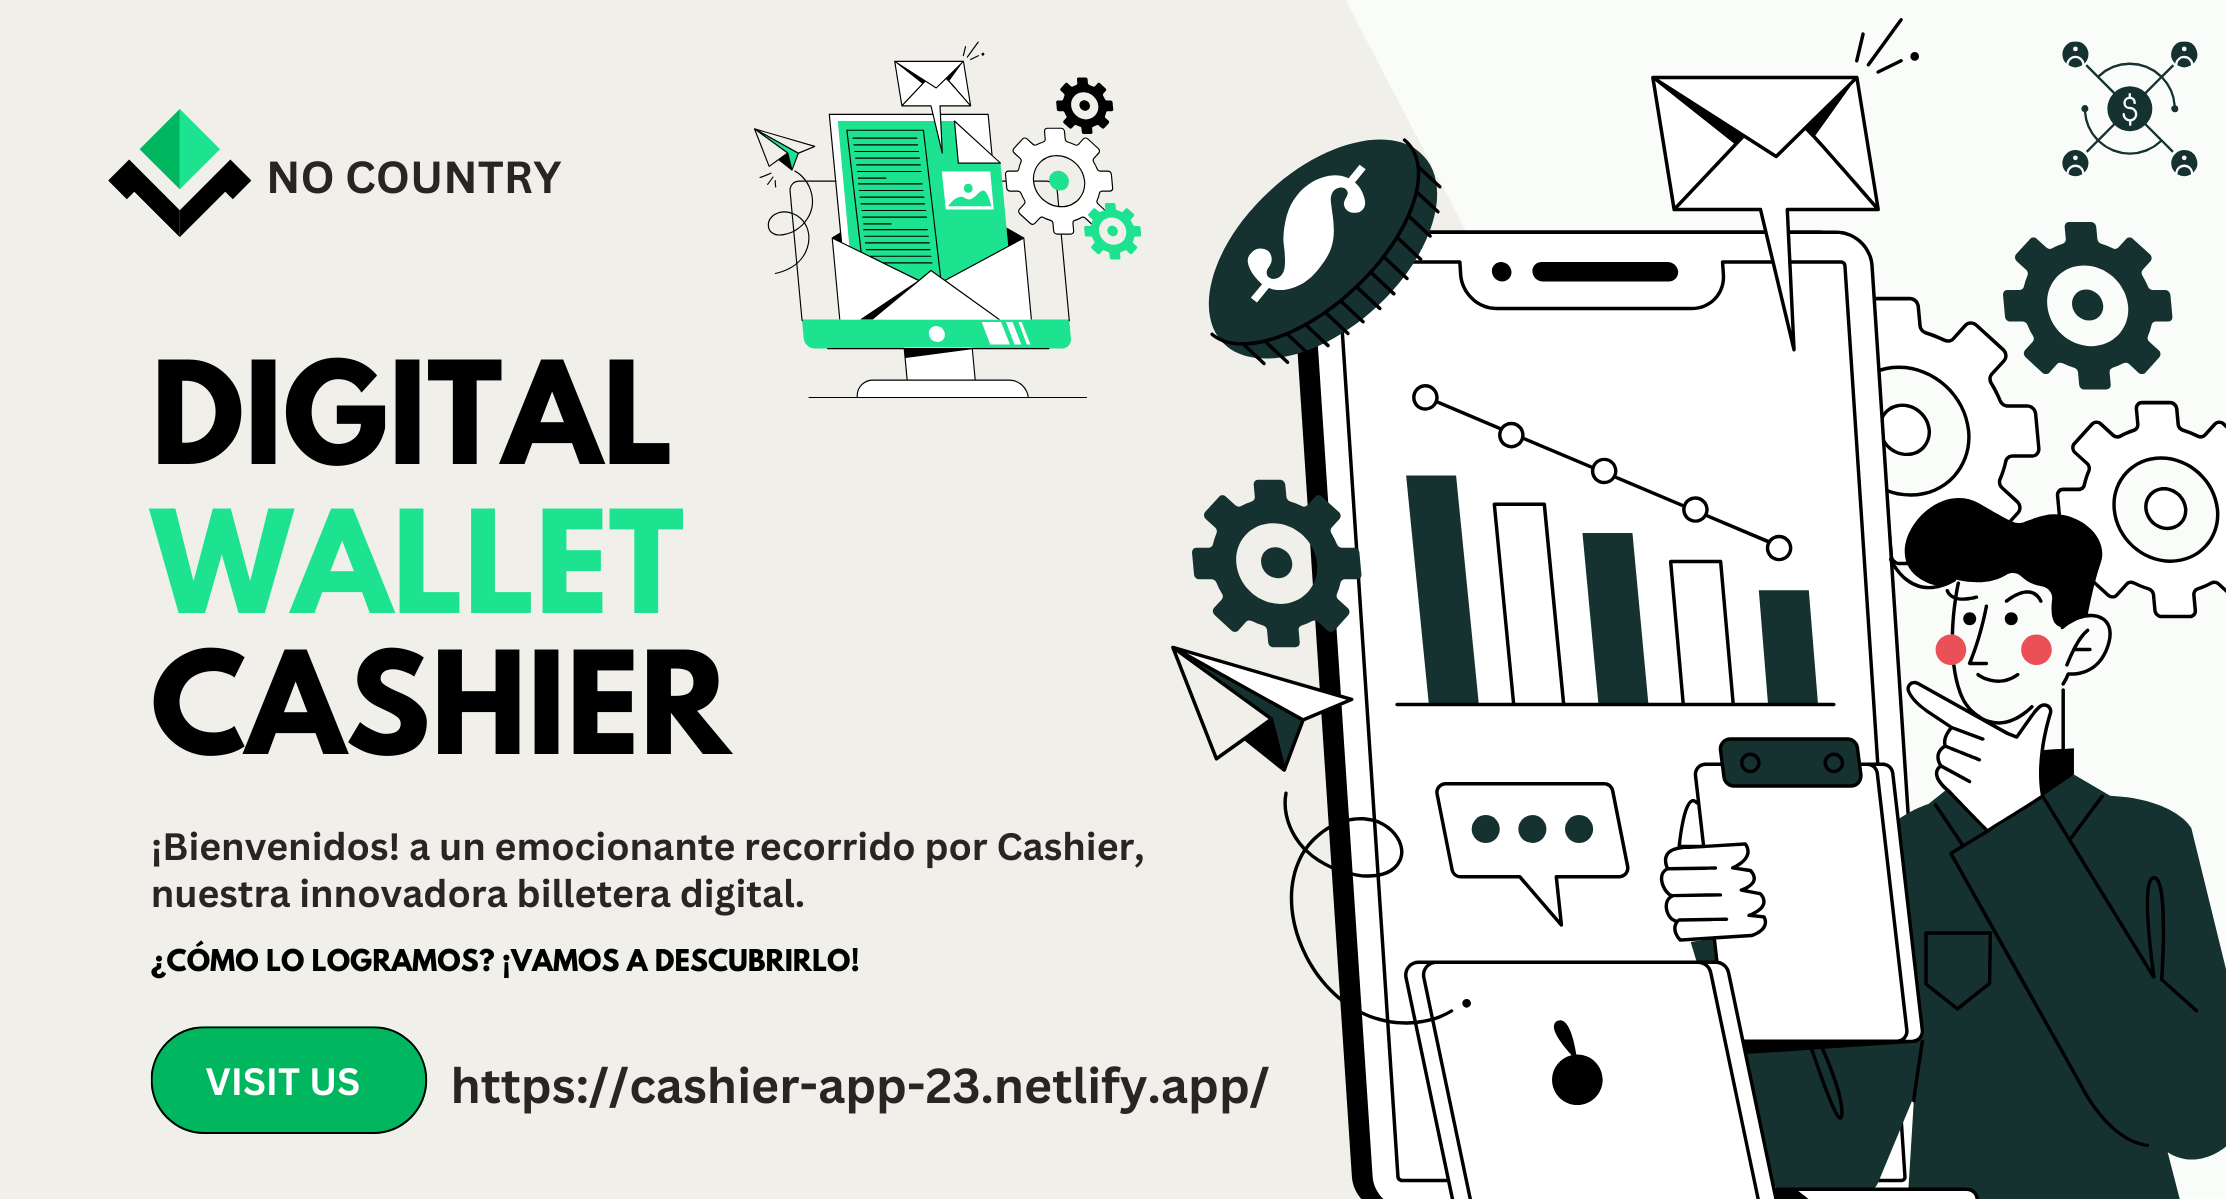 NO COUNTRY
DIGITAL
WALLET
CASHIER
¡Bienvenidos! a un emocionante recorrido por Cashier,
nuestra innovadora billetera digital.
¿CÓMO LO LOGRAMOS? ¡VAMOS A DESCUBRIRLO!
VISIT US
https://cashier-app-23.netlify.app/
$